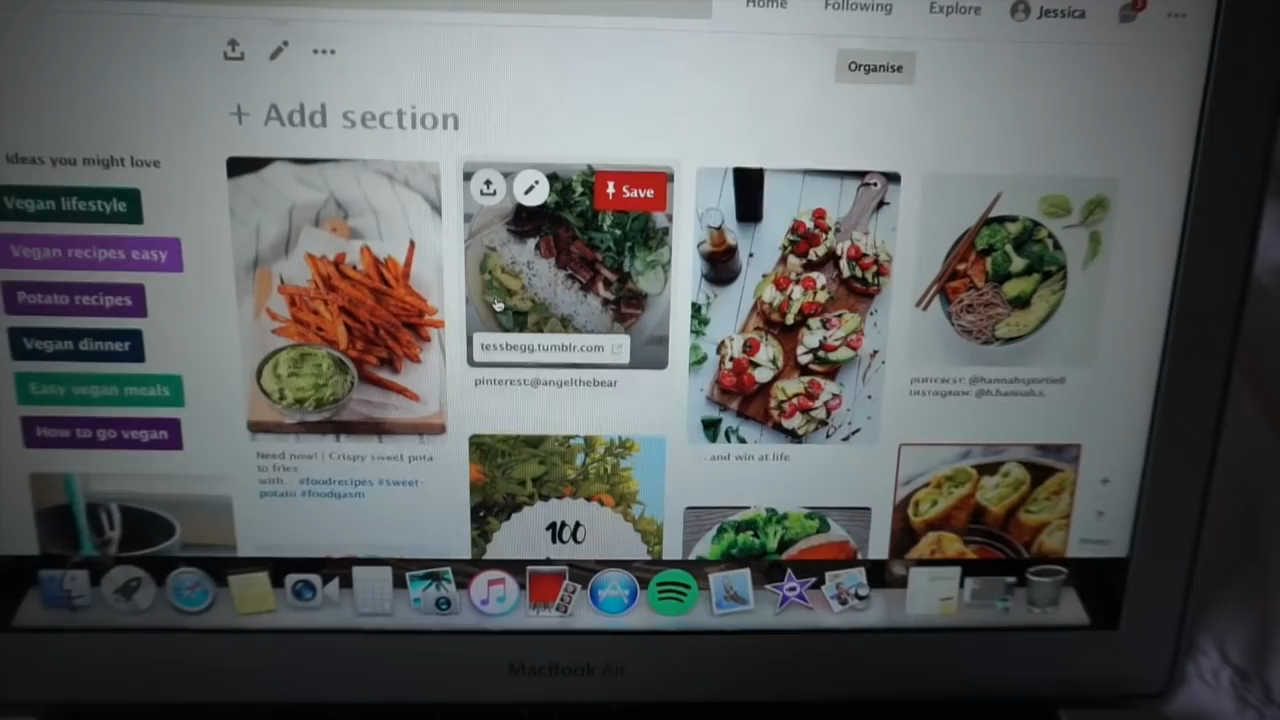 Home Following Explore Jessica
Organise
+ Add section
Ideas you might love
Vegan lifestyle
Vegan recipes easy
Potato recipes
Vegan dinner
Easy vegan meals
How to go vegan
Need now! | Crispy sweet pota
to fries
with... #foodrecipes #sweet-
potato #foodgasm
Save
tessbegg.tumblr.com
pinterest:@angelthebear
100
. and win at life
MacBook Air